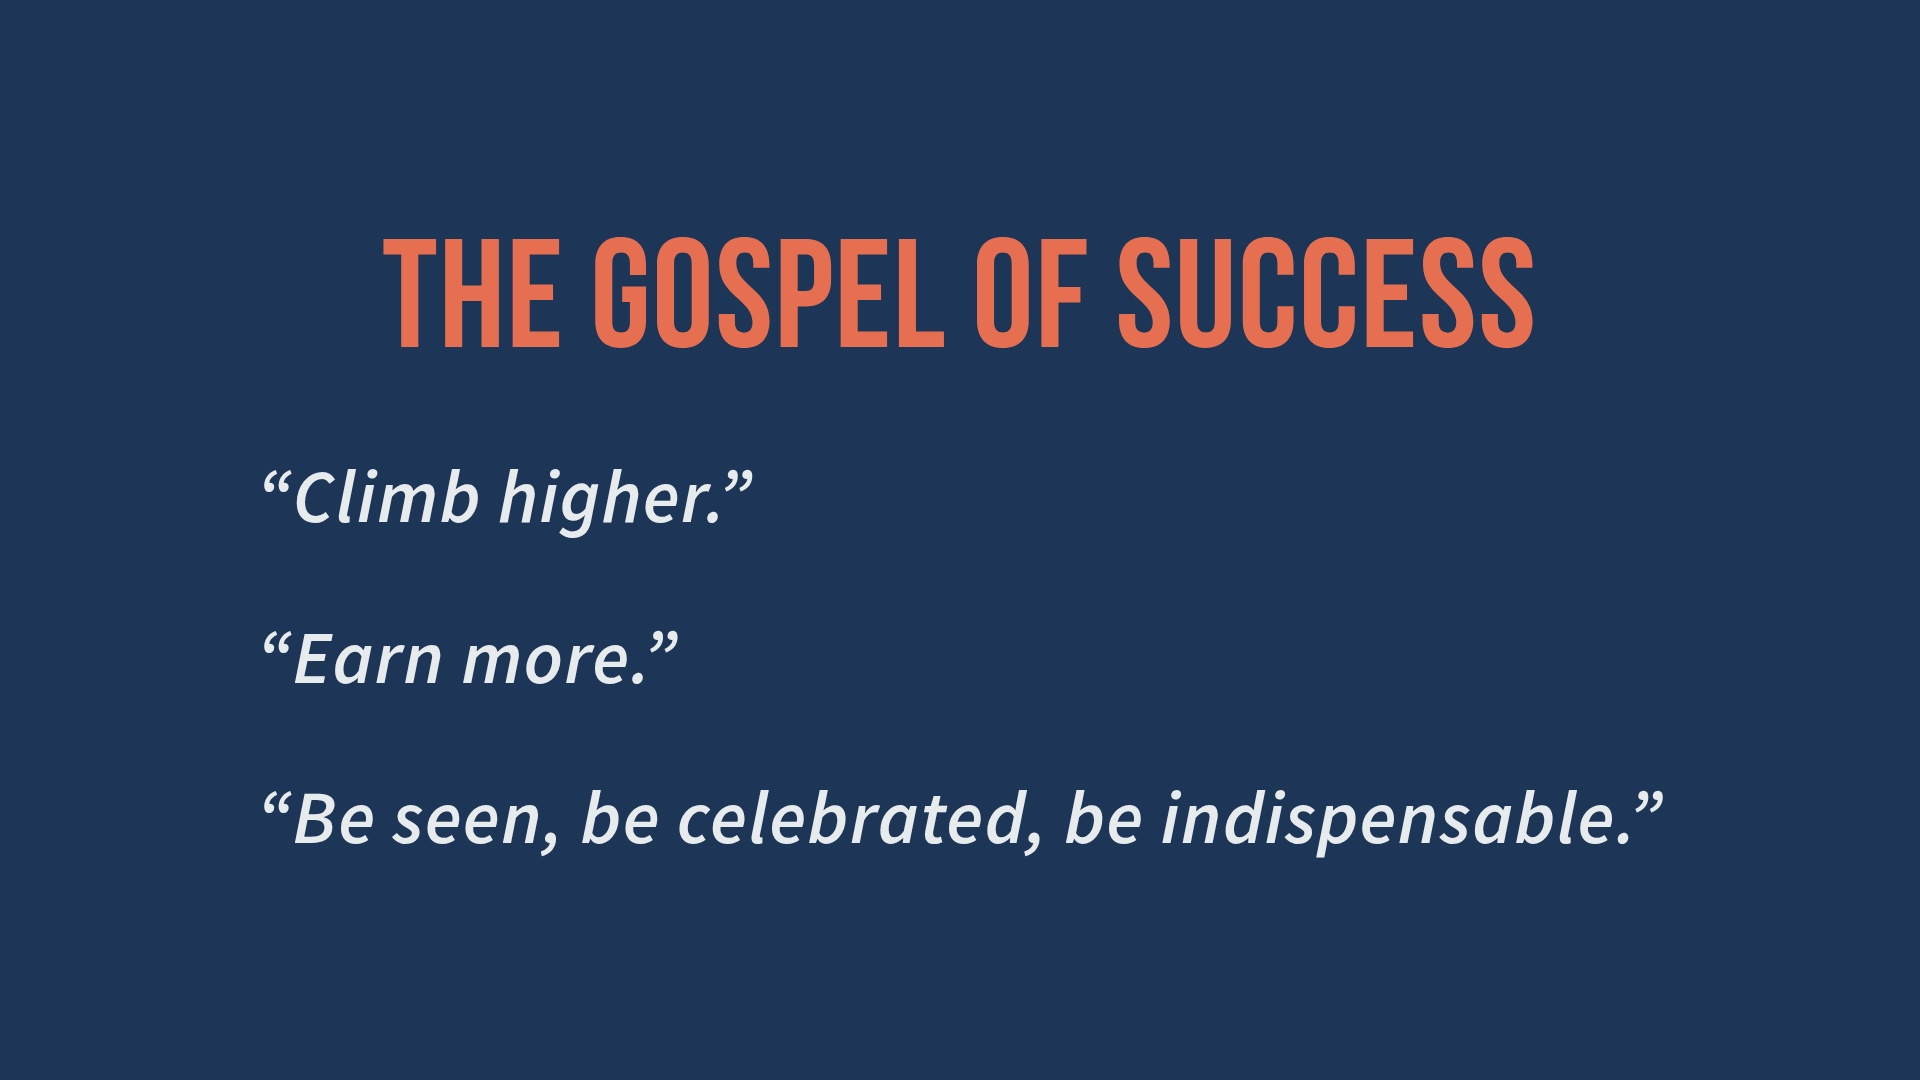 THE GOSPEL OF SUCCESS
“Climb higher.”
“Earn more.”
“Be seen, be celebrated, be indispensable.”